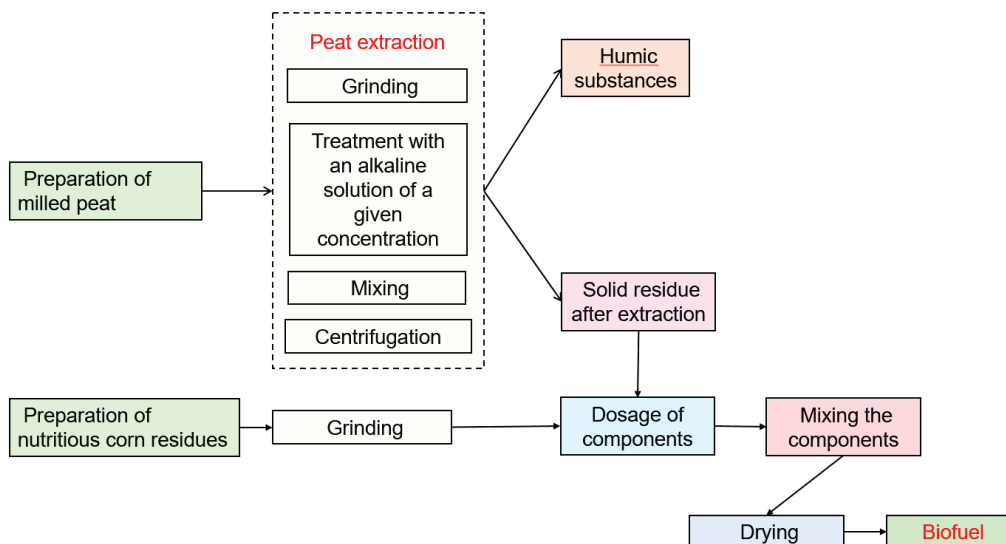 Peat extraction
Grinding
Treatment with
an alkaline
solution of a
given
concentration
Mixing
Centrifugation
Preparation of
milled peat
Humic
substances
Solid residue
after extraction
Preparation of
nutritious corn residues
Grinding
Dosage of
components
Mixing the
components
Drying
Biofuel